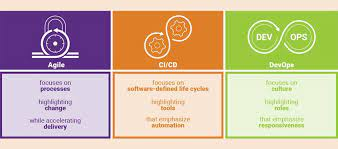 Agile
focuses on
processes
highlighting
change
while accelerating
delivery
CI/CD
focuses on
software-defined life cycles
highlighting
tools
that emphasize
automation
DEV OPS
DevOps
focuses on
culture
highlighting
roles
that emphasize
responsiveness